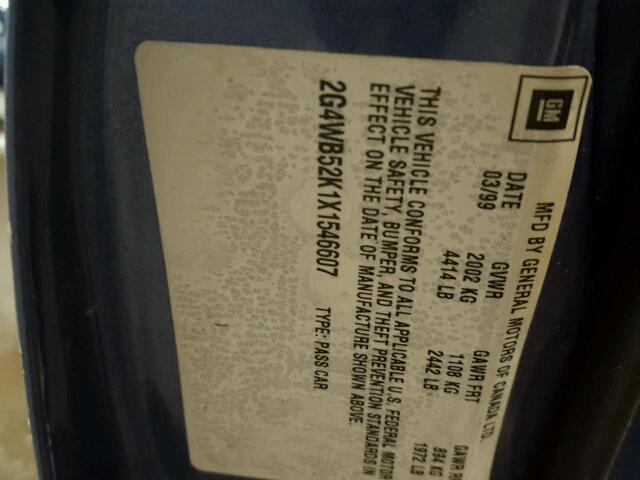 GM
MFD BY GENERAL MOTORS OF CANADA LTD.
DATE GVWR GAWR FRT GAWR
03/99 2002 KG 1108 KG 894 KG
4414 LB 2442 LB 1972 LB
THIS VEHICLE CONFORMS TO ALL APPLICABLE U.S. FEDERAL MOTOR
VEHICLE SAFETY, BUMPER, AND THEFT PREVENTION STANDARDS IN
EFFECT ON THE DATE OF MANUFACTURE SHOWN ABOVE.
2G4WB52K1X1546607 TYPE: PASS CAR